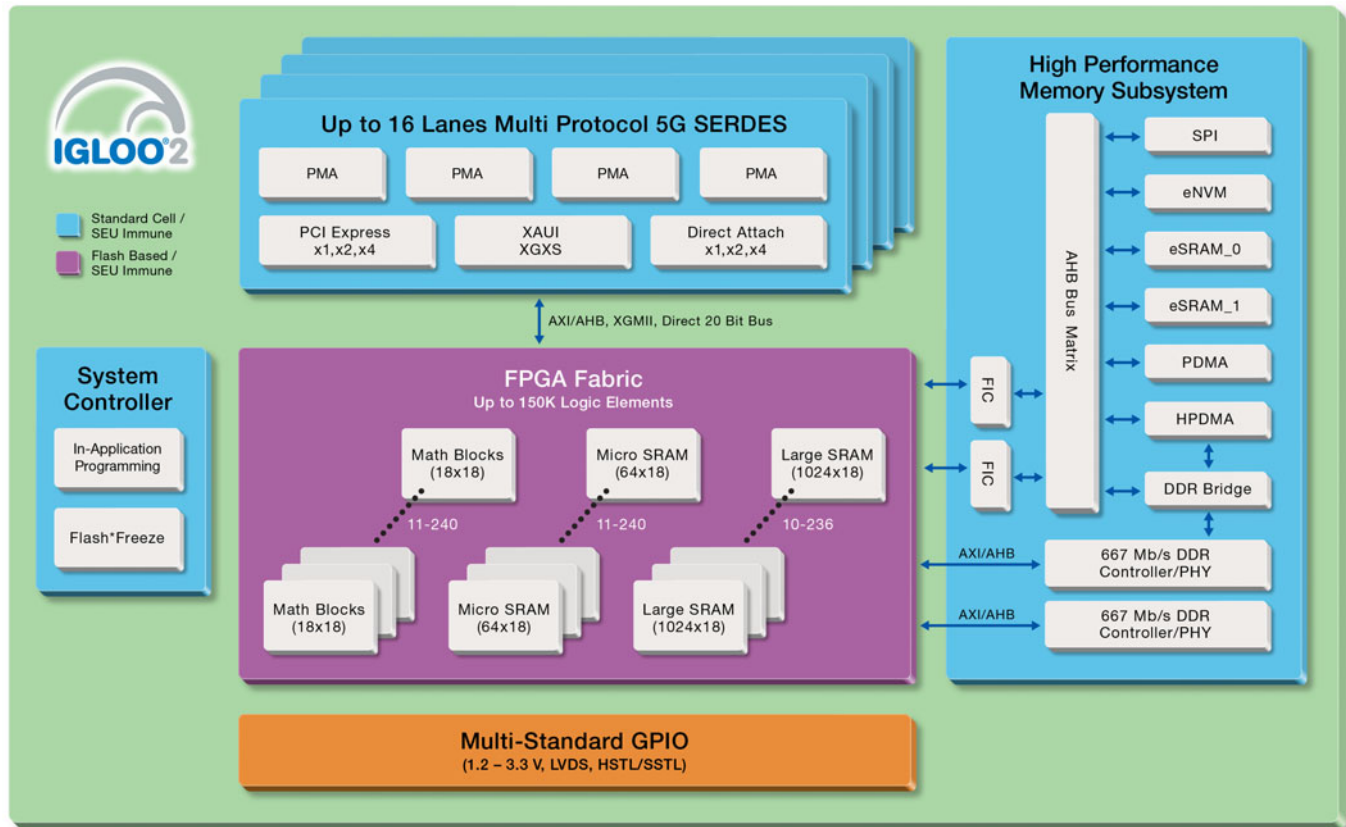 IGLOO®2
Standard Cell /
SEU Immune
Flash Based /
SEU Immune
Up to 16 Lanes Multi Protocol 5G SERDES
PMA
PMA
PMA
PMA
PCI Express
x1,x2,x4
XAUI
XGXS
Direct Attach
x1,x2,x4
AXI/AHB, XGMII, Direct 20 Bit Bus
System
Controller
In-Application
Programming
Flash*Freeze
FPGA Fabric
Up to 150K Logic Elements
Math Blocks
(18x18)
Micro SRAM
(64x18)
Large SRAM
(1024x18)
11-240
11-240
10-236
Math Blocks
(18x18)
Micro SRAM
(64x18)
Large SRAM
(1024x18)
High Performance
Memory Subsystem
AHB Bus Matrix
SPI
eNVM
eSRAM_0
eSRAM_1
PDMA
HPDMA
DDR Bridge
FIC
FIC
AXI/AHB
667 Mb/s DDR
Controller/PHY
AXI/AHB
667 Mb/s DDR
Controller/PHY
Multi-Standard GPIO
(1.2 – 3.3 V, LVDS, HSTL/SSTL)